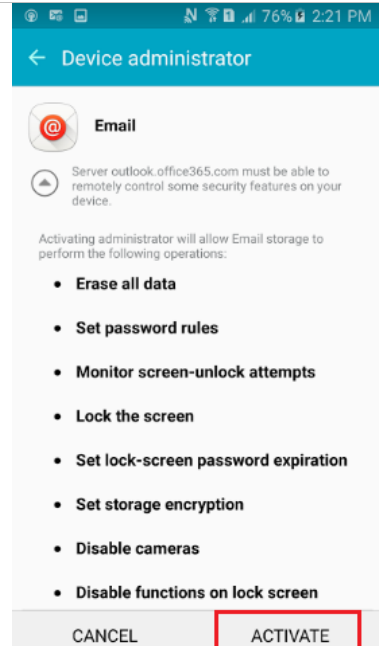 76% 2:21 PM
← Device administrator
@ Email
Server outlook.office365.com must be able to
remotely control some security features on your
device.
Activating administrator will allow Email storage to
perform the following operations:
• Erase all data
• Set password rules
• Monitor screen-unlock attempts
• Lock the screen
• Set lock-screen password expiration
• Set storage encryption
• Disable cameras
• Disable functions on lock screen
CANCEL ACTIVATE